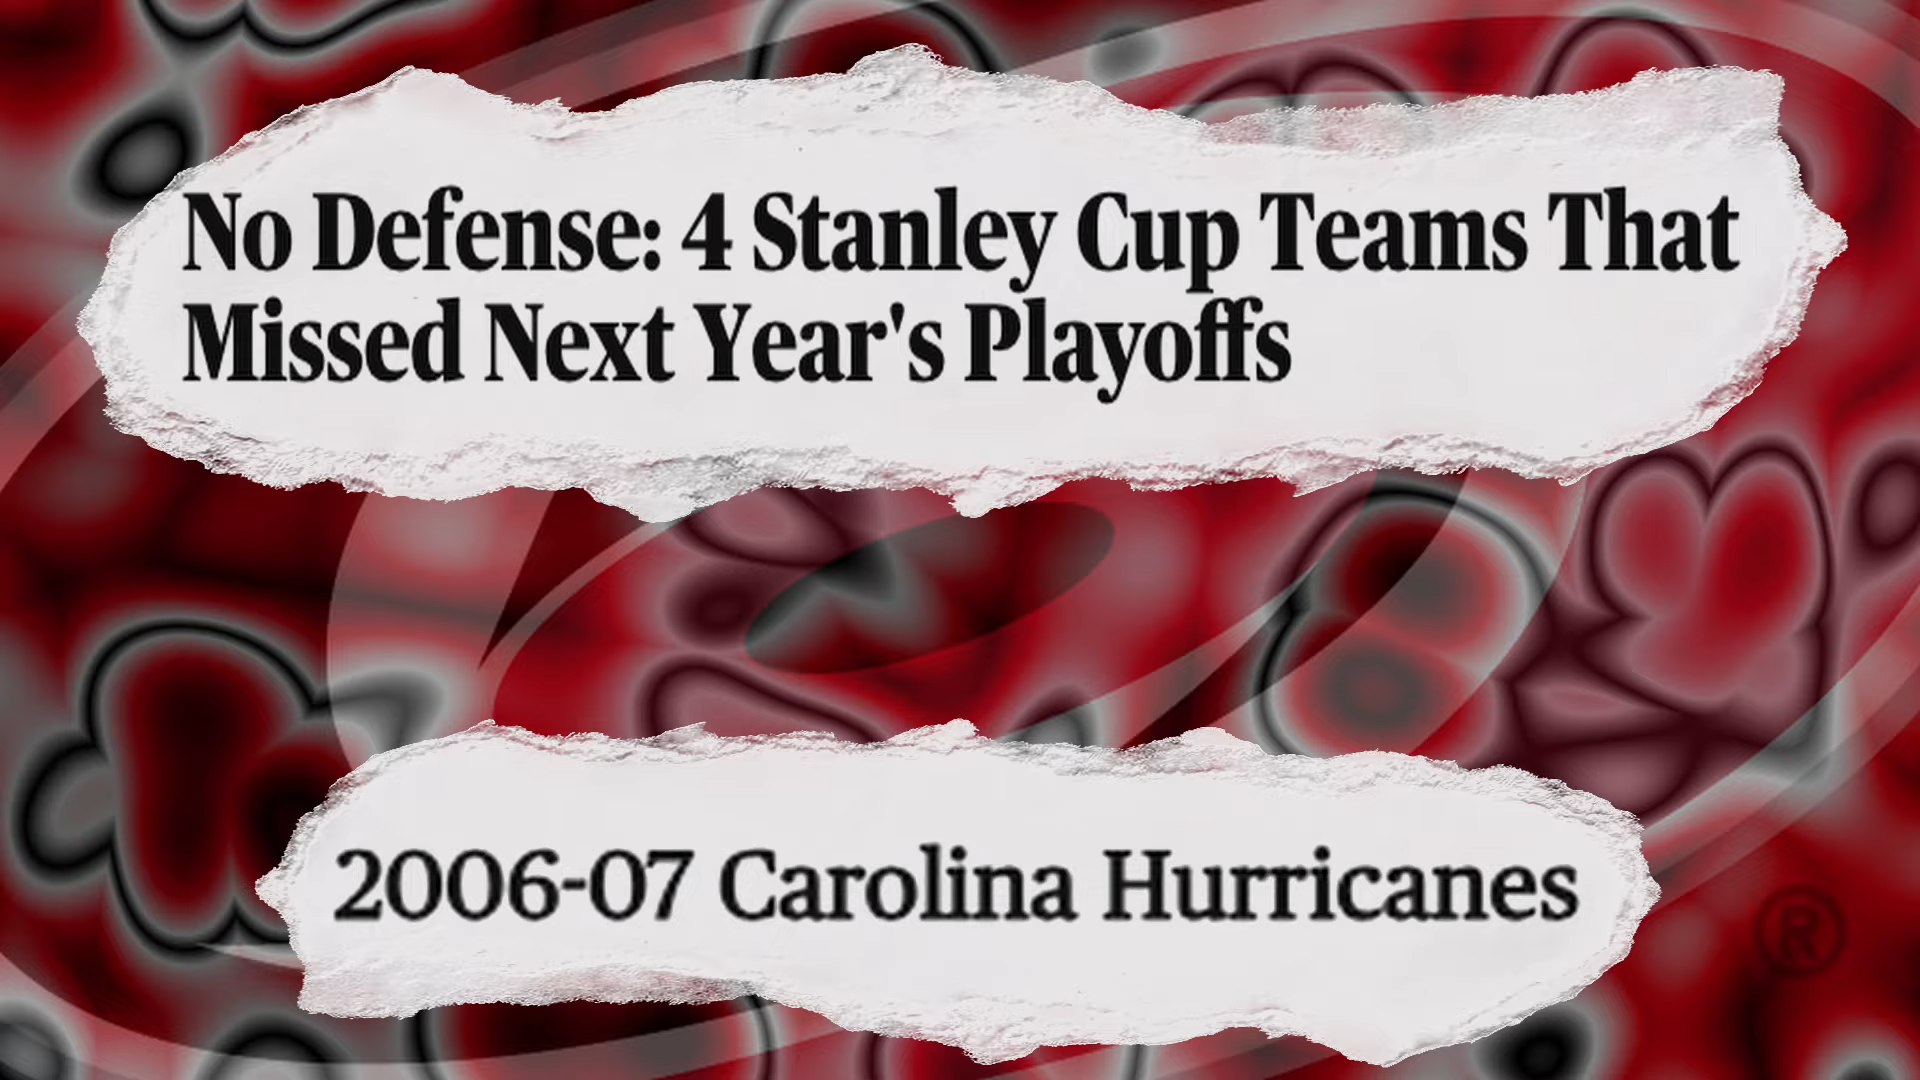 No Defense: 4 Stanley Cup Teams That
Missed Next Year's Playoffs
2006-07 Carolina Hurricanes
®